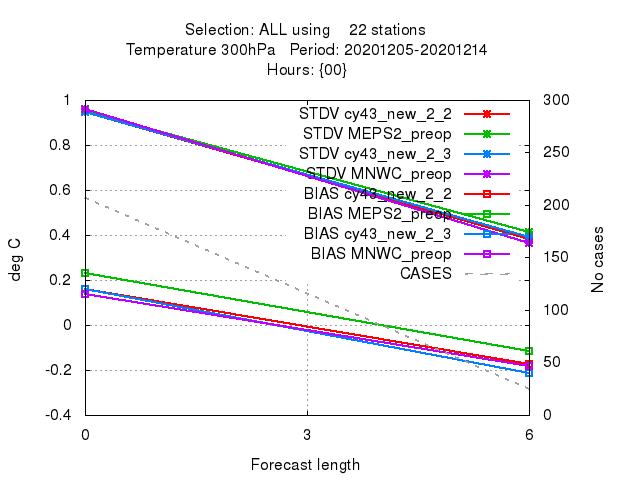 Selection: ALL using 22 stations
Temperature 300hPa Period: 20201205-20201214
Hours: {00}
1 300
STDV cy43_new_2_2
STDV MEPS2_preop
0.8 250
STDV cy43_new_2_3
STDV MNWC_preop
0.6 200
BIAS cy43_new_2_2
BIAS MEPS2_preop
0.4 150
BIAS cy43_new_2_3
BIAS MNWC_preop
CASES
0.2 100
0
-0.2 50
-0.4 0
deg C
No cases
0 3 6
Forecast length